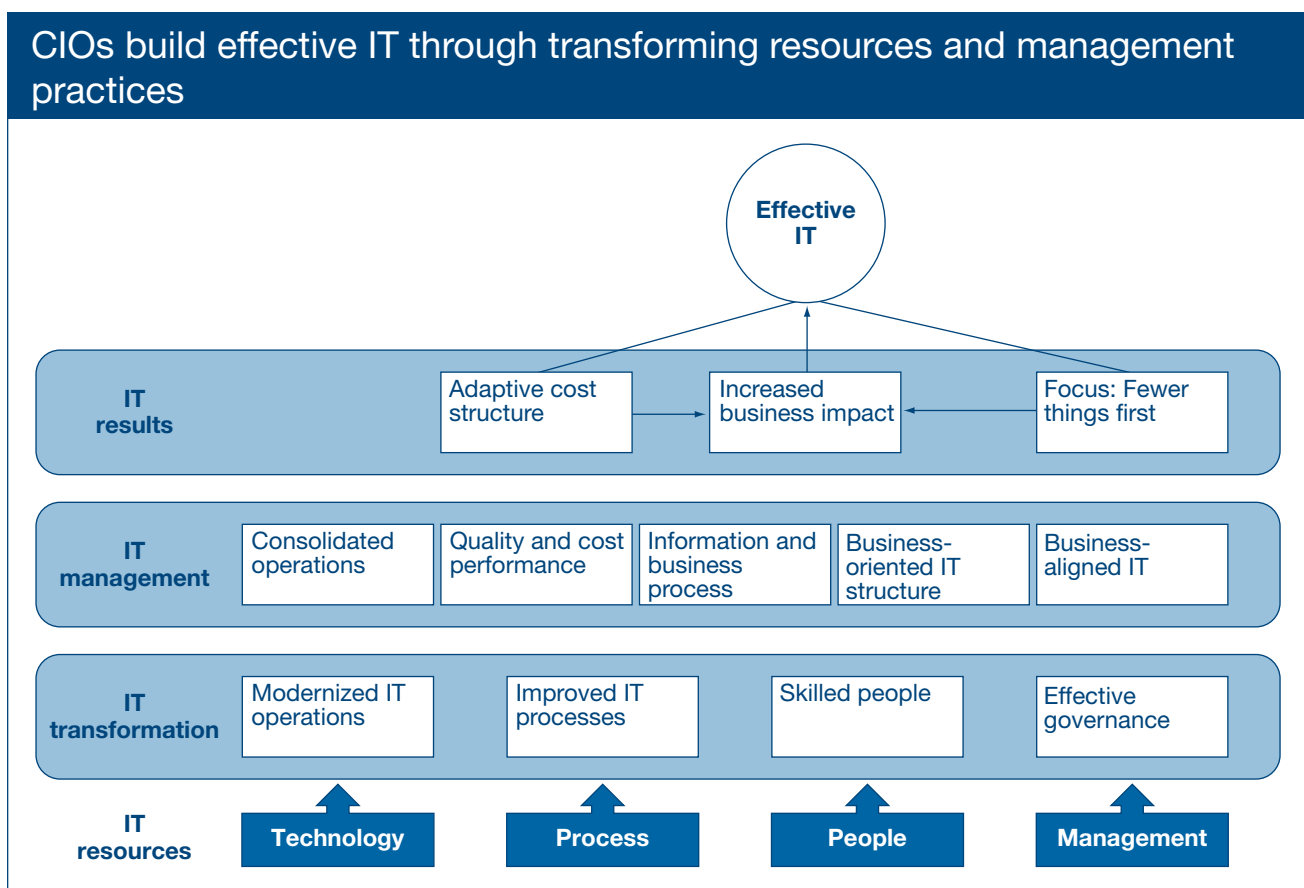 CIOs build effective IT through transforming resources and management
practices
Effective
IT
IT
results
Adaptive cost
structure
Increased
business impact
Focus: Fewer
things first
IT
management
Consolidated
operations
Quality and cost
performance
Information and
business
process
Business-
oriented IT
structure
Business-
aligned IT
IT
transformation
Modernized IT
operations
Improved IT
processes
Skilled people
Effective
governance
IT
resources
Technology
Process
People
Management